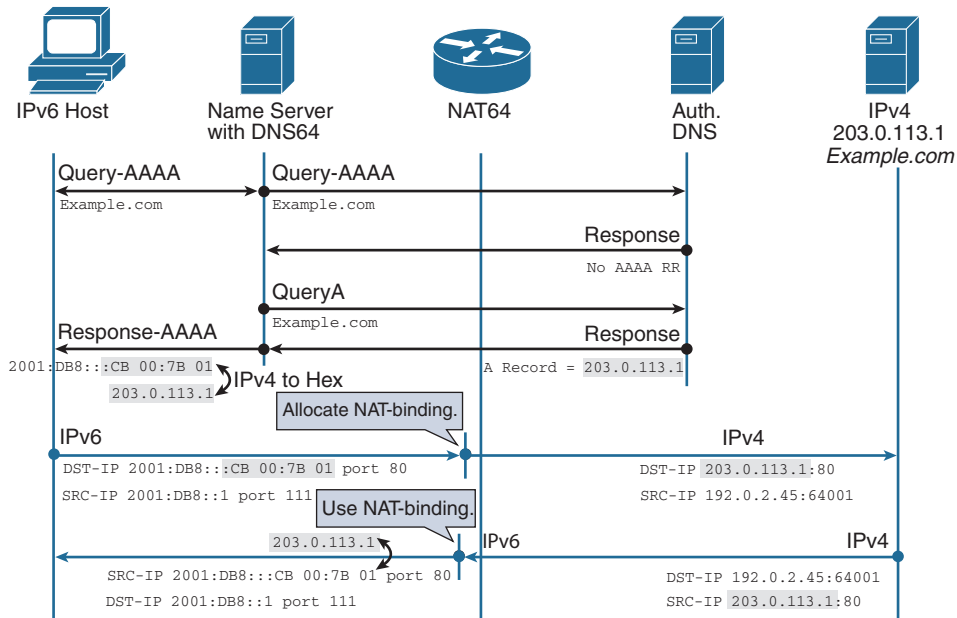 IPv6 Host
Name Server
with DNS64
NAT64
Auth.
DNS
IPv4
203.0.113.1
Example.com
Query-AAAA
Example.com
Query-AAAA
Example.com
Response
No AAAA RR
QueryA
Example.com
Response-AAAA
Response
2001:DB8:::CB 00:7B 01
203.0.113.1
IPv4 to Hex
A Record = 203.0.113.1
Allocate NAT-binding.
IPv6
IPv4
DST-IP 2001:DB8:::CB 00:7B 01 port 80
SRC-IP 2001:DB8::1 port 111
DST-IP 203.0.113.1:80
SRC-IP 192.0.2.45:64001
Use NAT-binding.
203.0.113.1
IPv6
IPv4
SRC-IP 2001:DB8:::CB 00:7B 01 port 80
DST-IP 2001:DB8::1 port 111
DST-IP 192.0.2.45:64001
SRC-IP 203.0.113.1:80